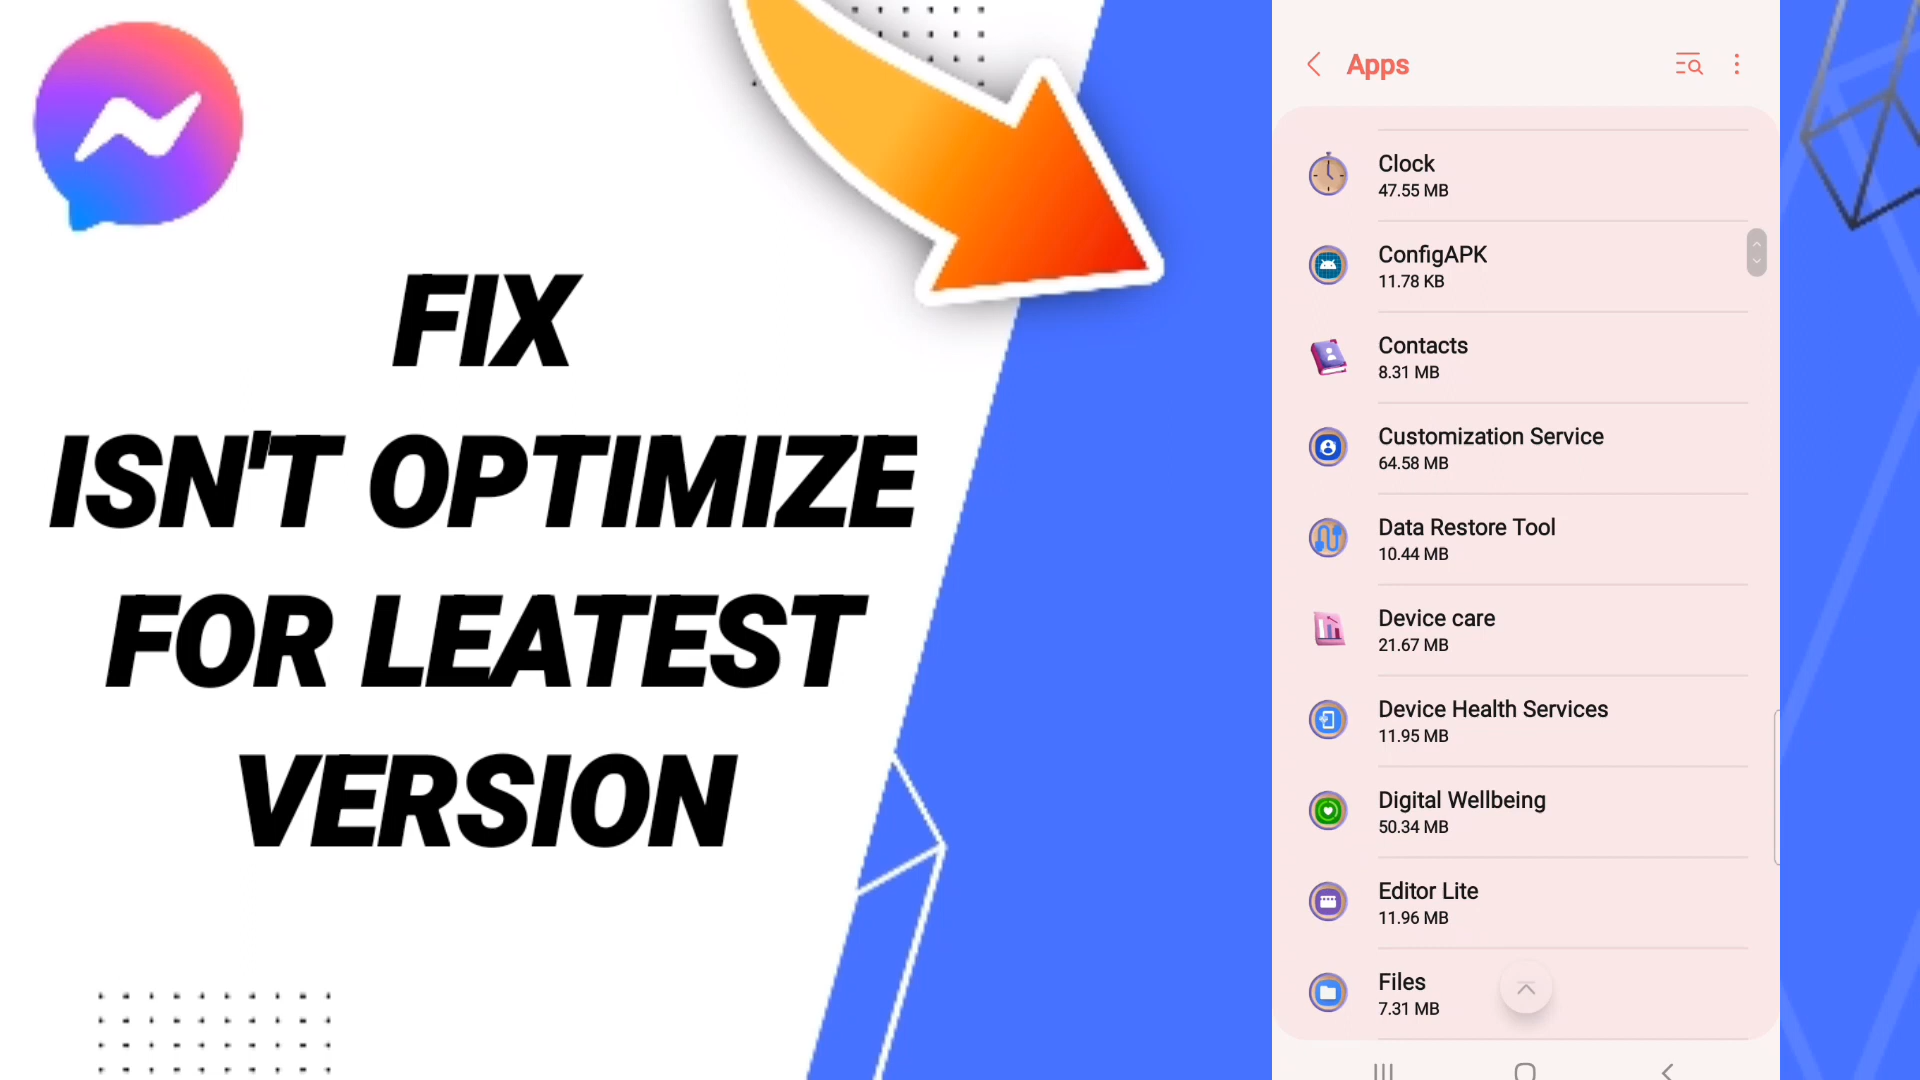 FIX
ISN'T OPTIMIZE
FOR LEATEST
VERSION
Apps
Clock
47.55 MB
ConfigAPK
11.78 KB
Contacts
8.31 MB
Customization Service
64.58 MB
Data Restore Tool
10.44 MB
Device care
21.67 MB
Device Health Services
11.95 MB
Digital Wellbeing
50.34 MB
Editor Lite
11.96 MB
Files
7.31 MB